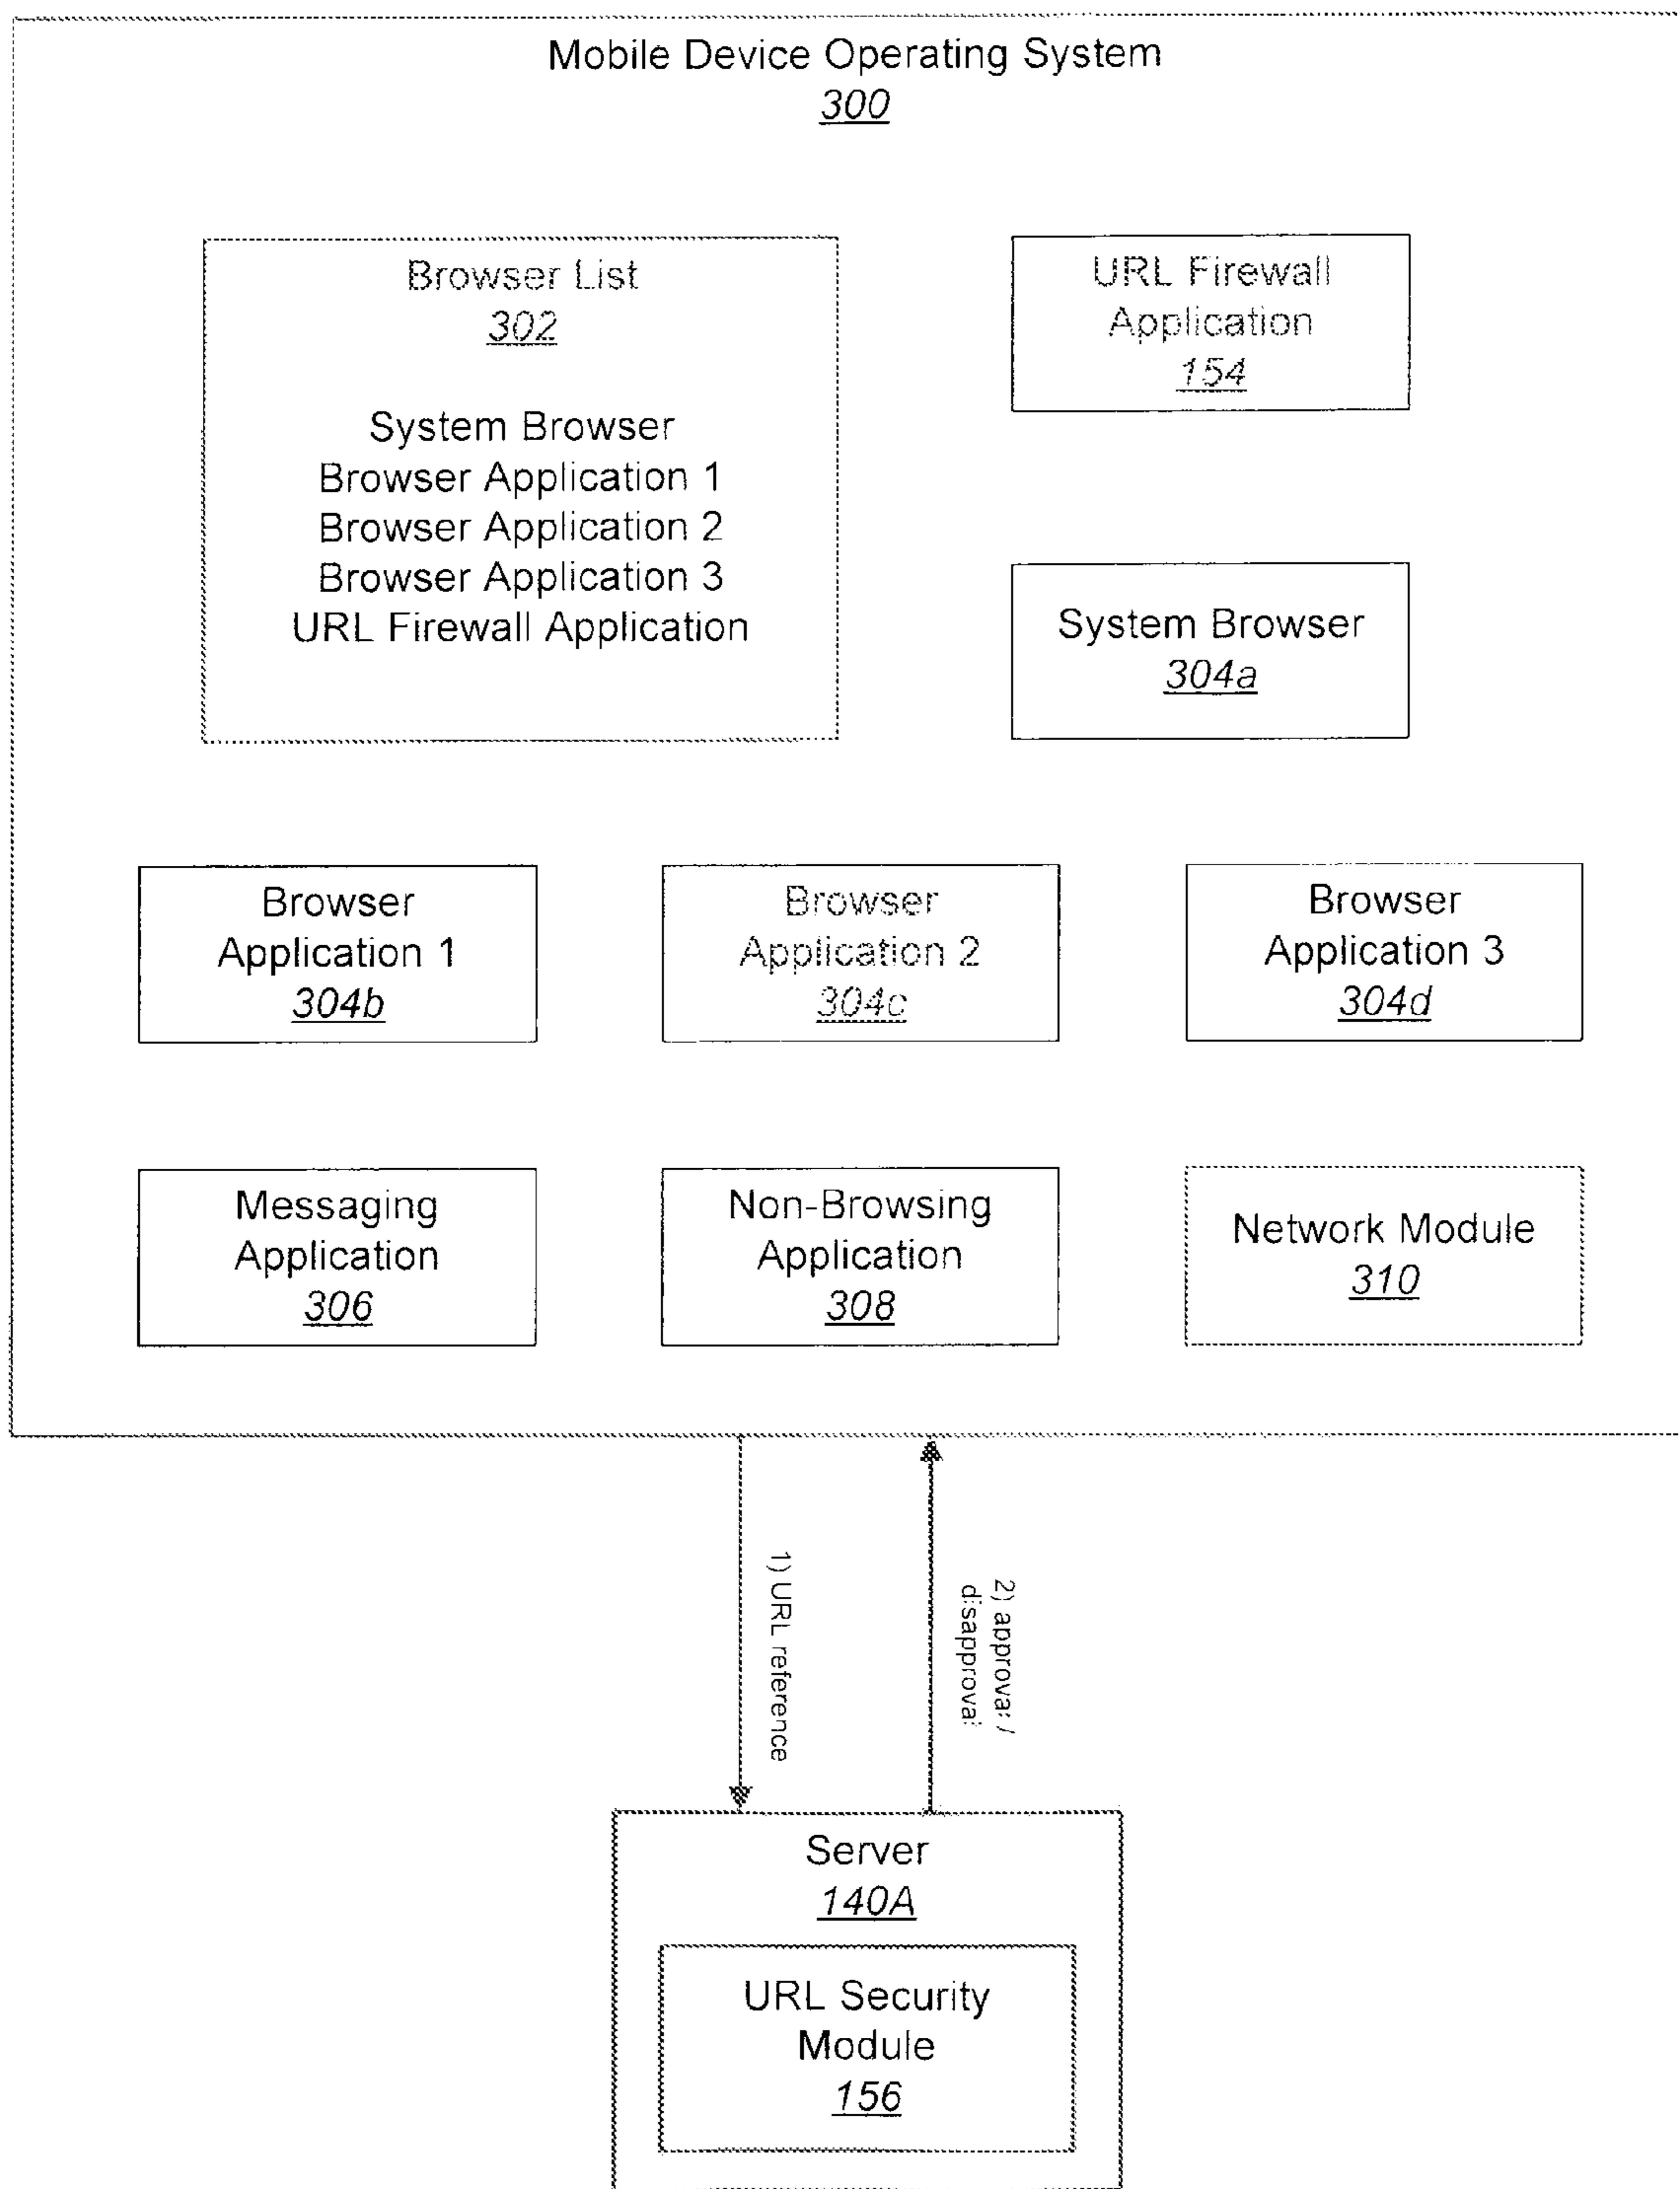 Mobile Device Operating System
300
Browser List
302
System Browser
Browser Application 1
Browser Application 2
Browser Application 3
URL Firewall Application
URL Firewall
Application
154
System Browser
304a
Browser
Application 1
304b
Browser
Application 2
304c
Browser
Application 3
304d
Messaging
Application
306
Non-Browsing
Application
308
Network Module
310
1) URL reference
2) approval /
disapproval
Server
140A
URL Security
Module
156